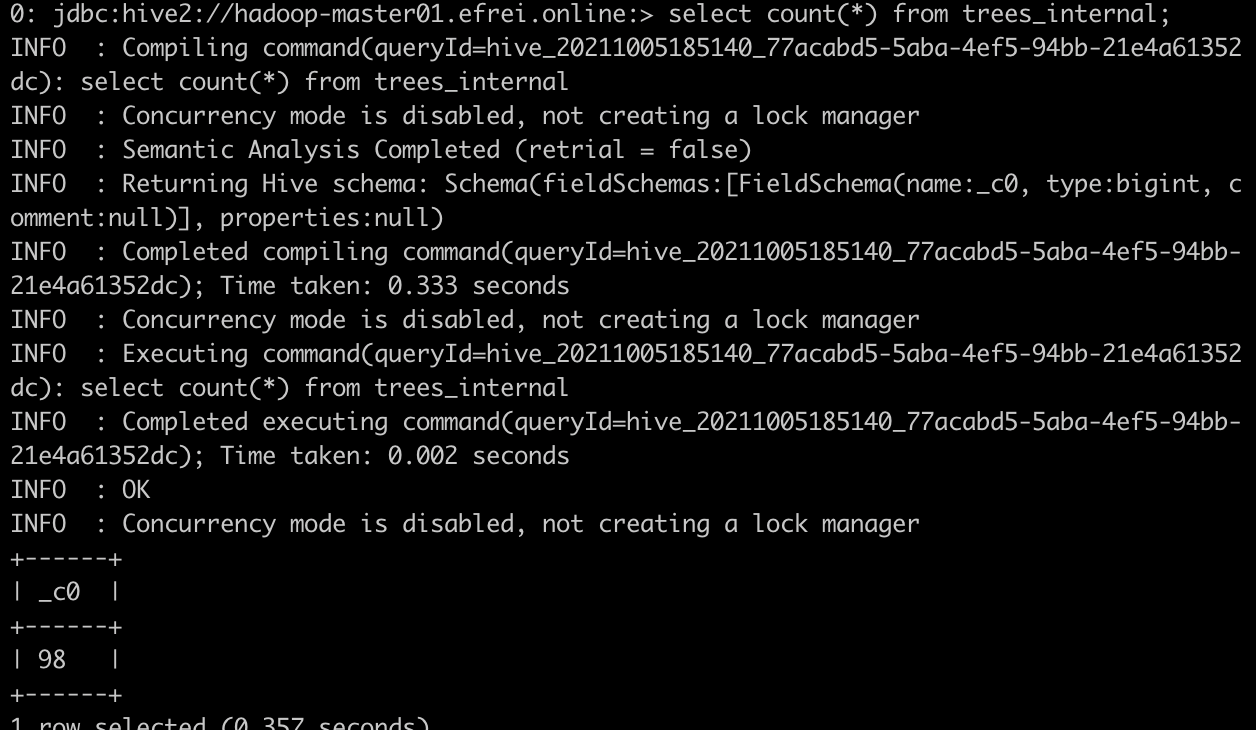 0: jdbc:hive2://hadoop-master01.efrei.online:> select count(*) from trees_internal;
INFO  : Compiling command(queryId=hive_20211005185140_77acabd5-5aba-4ef5-94bb-21e4a61352
dc): select count(*) from trees_internal
INFO  : Concurrency mode is disabled, not creating a lock manager
INFO  : Semantic Analysis Completed (retrial = false)
INFO  : Returning Hive schema: Schema(fieldSchemas:[FieldSchema(name:_c0, type:bigint, c
omment:null)], properties:null)
INFO  : Completed compiling command(queryId=hive_20211005185140_77acabd5-5aba-4ef5-94bb-
21e4a61352dc); Time taken: 0.333 seconds
INFO  : Concurrency mode is disabled, not creating a lock manager
INFO  : Executing command(queryId=hive_20211005185140_77acabd5-5aba-4ef5-94bb-21e4a61352
dc): select count(*) from trees_internal
INFO  : Completed executing command(queryId=hive_20211005185140_77acabd5-5aba-4ef5-94bb-
21e4a61352dc); Time taken: 0.002 seconds
INFO  : OK
INFO  : Concurrency mode is disabled, not creating a lock manager
+------+
| _c0  |
+------+
| 98   |
+------+
1 row selected (0.357 seconds)